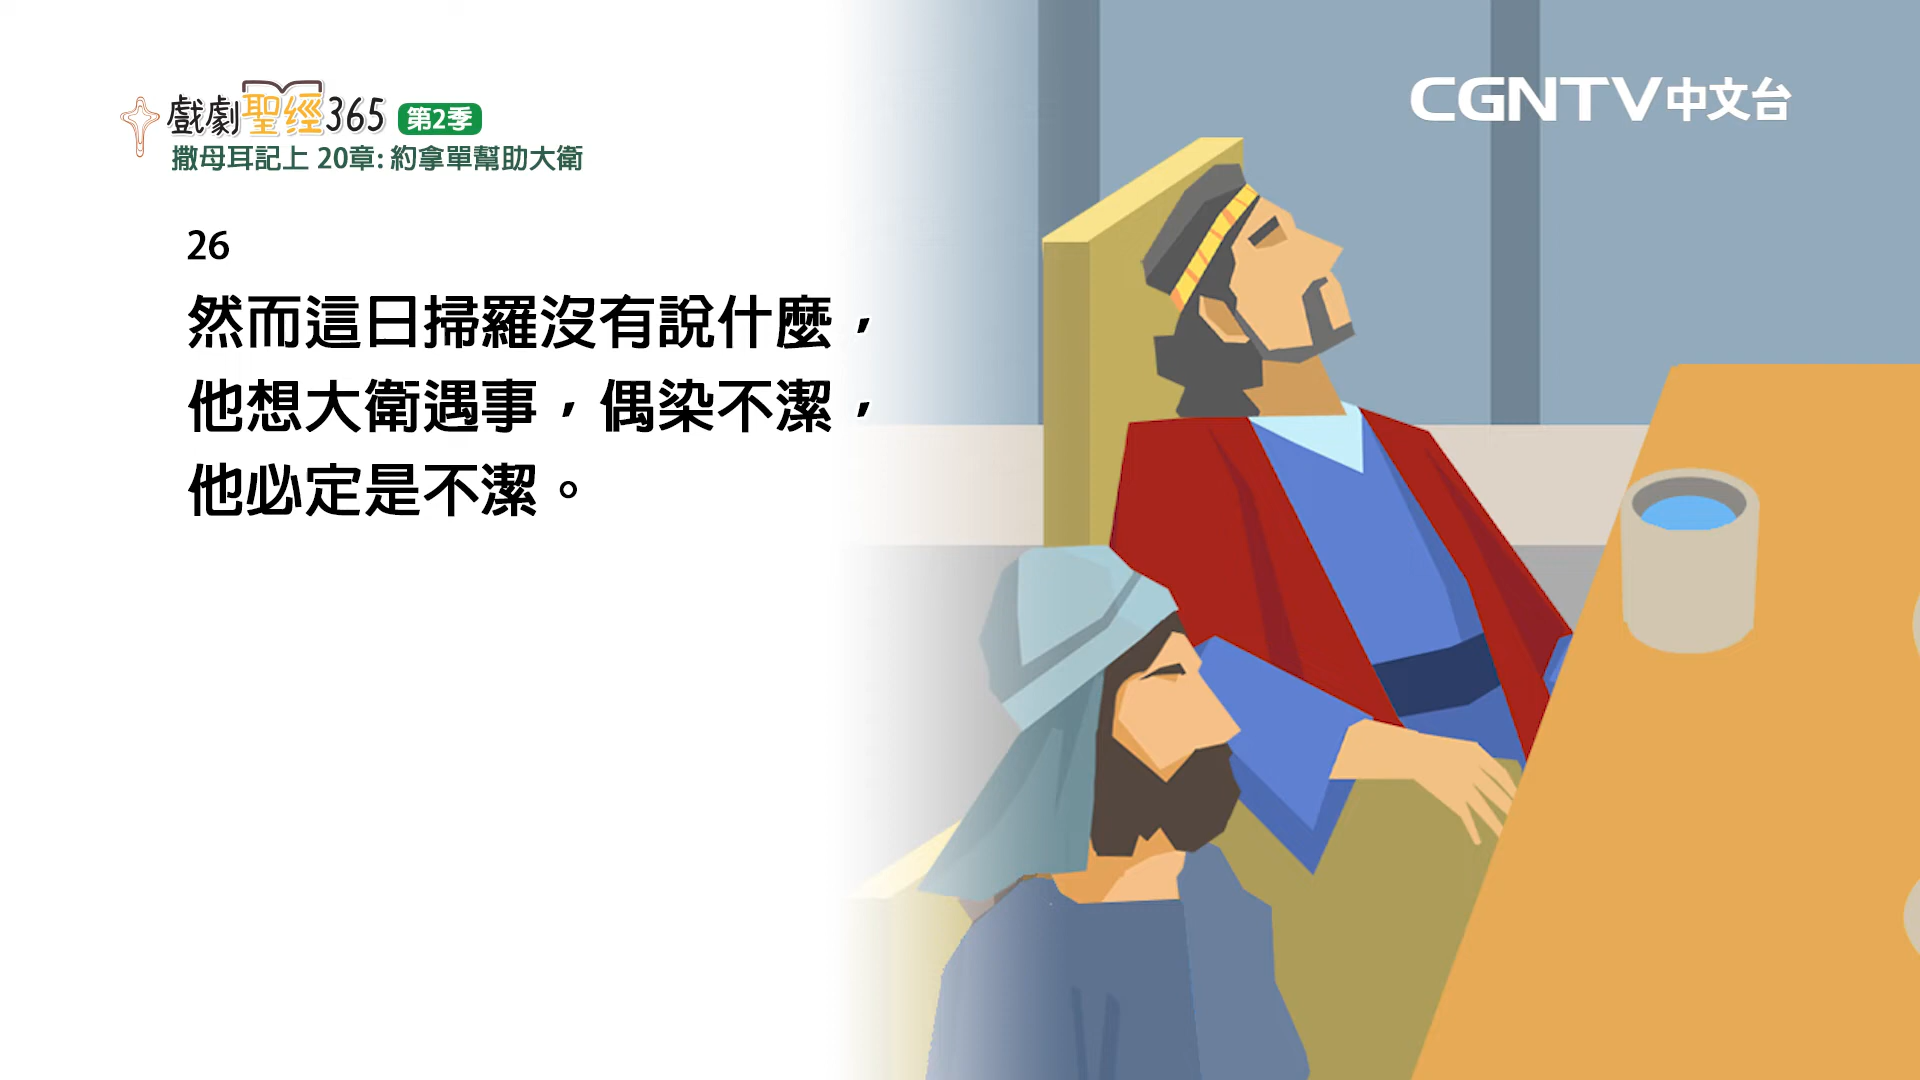 戲劇聖經365 第2季
CGNTV中文台
撒母耳記上 20章: 約拿單幫助大衛
26
然而這日掃羅沒有說什麼，
他想大衛遇事，偶染不潔，
他必定是不潔。